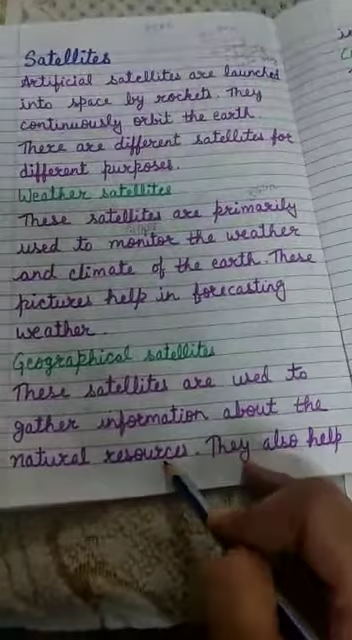 Satellites
Artificial satellites are launched
into space by rockets. They
continuously orbit the earth.
There are different satellites for
different purposes.
Weather satellites
These satellites are primarily
used to monitor the weather
and climate of the earth. These
pictures help in forecasting
weather.
Geographical satellites
These satellites are used to
gather information about the
natural resources. They also help